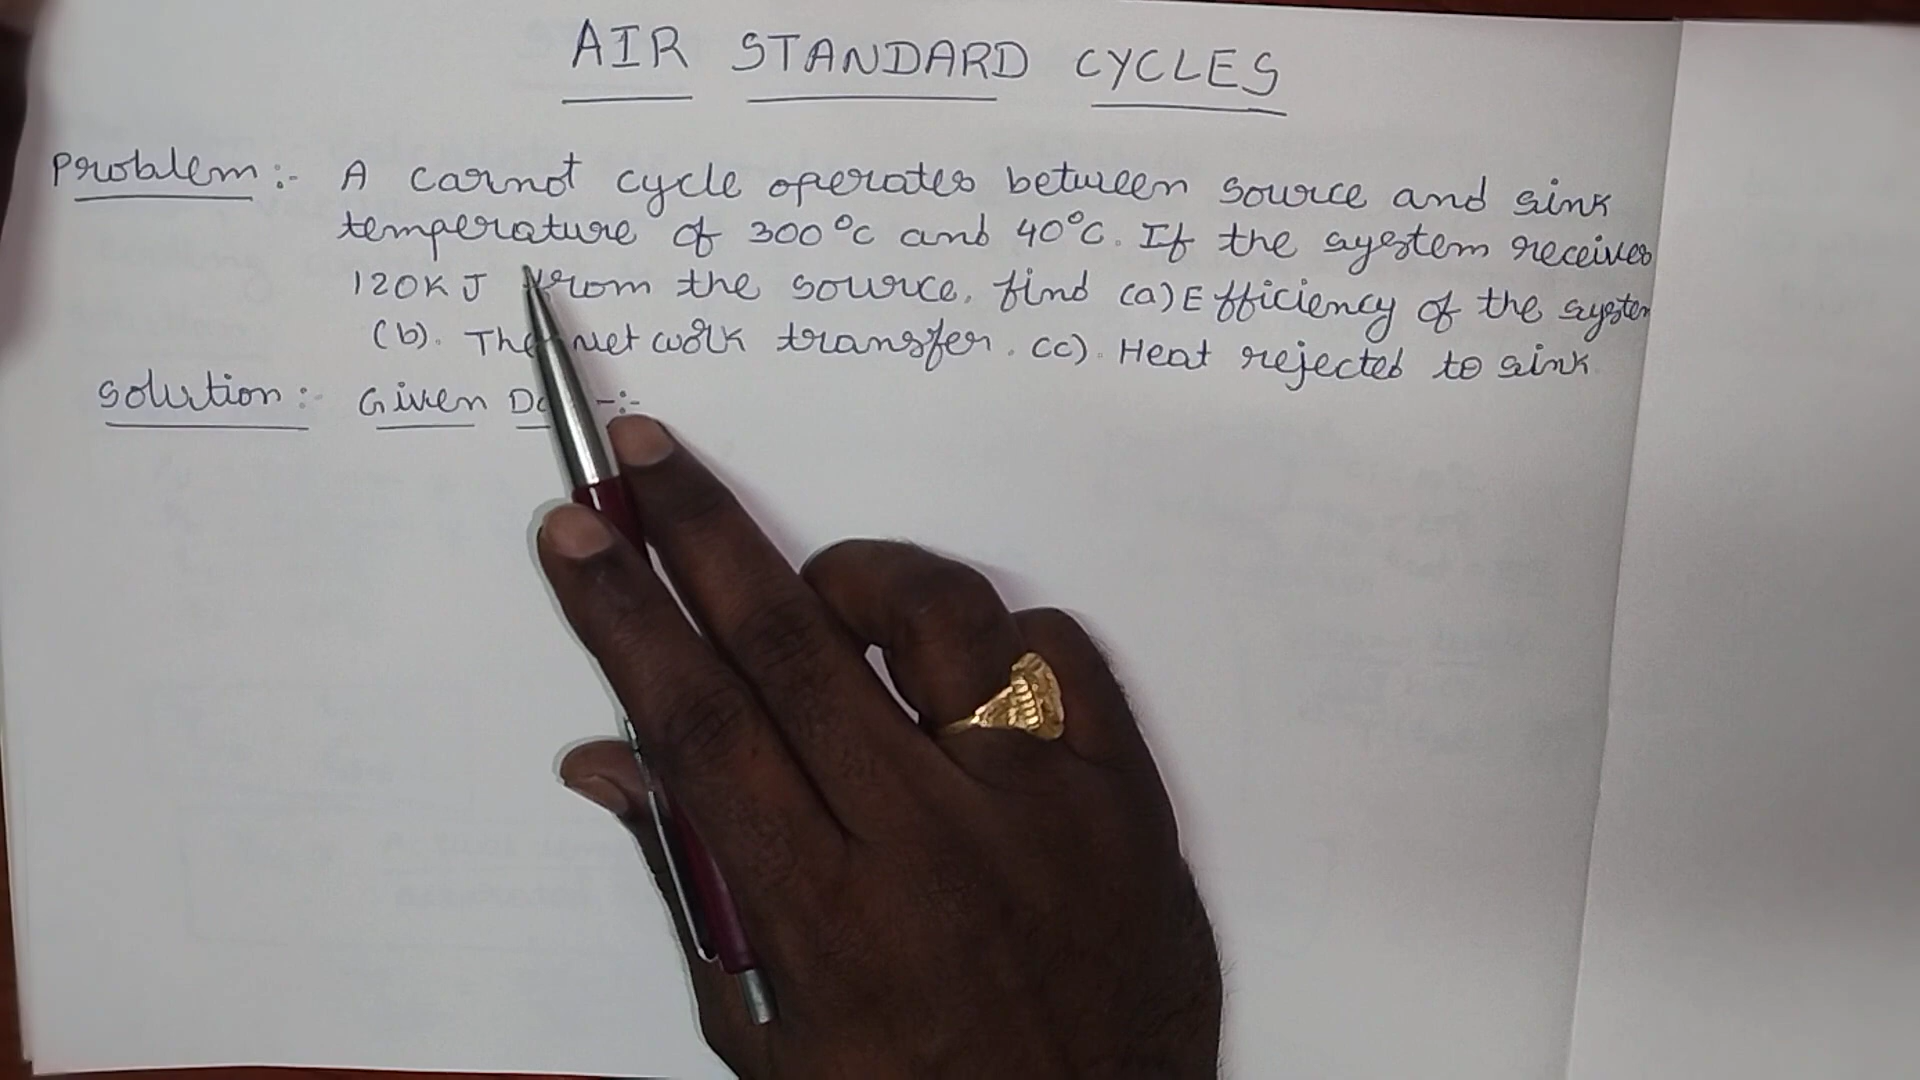 AIR STANDARD CYCLES
Problem:- A carnot cycle operates between source and sink
temperature of 300°C and 40°C. If the system receives
120KJ from the source, find (a) Efficiency of the system
(b). The net work transfer. (c). Heat rejected to sink
Solution:- Given :-